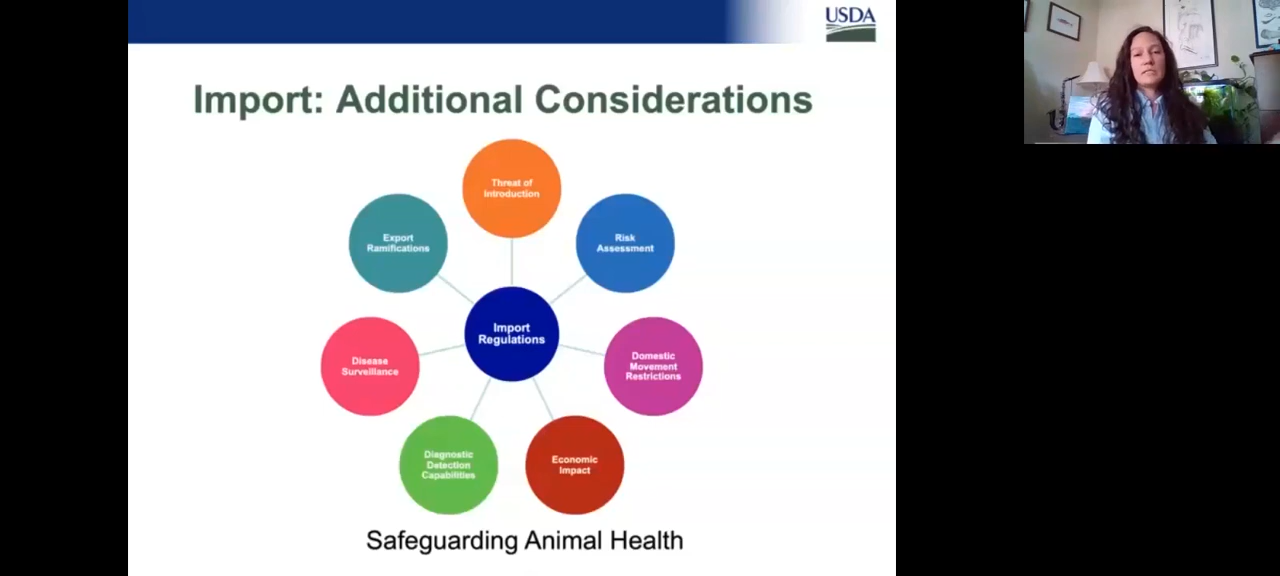 USDA
Import: Additional Considerations
Threat of
Introduction
Export
Ramifications
Risk
Assessment
Import
Regulations
Disease
Surveillance
Domestic
Movement
Restrictions
Diagnostic
Detection
Capabilities
Economic
Impact
Safeguarding Animal Health